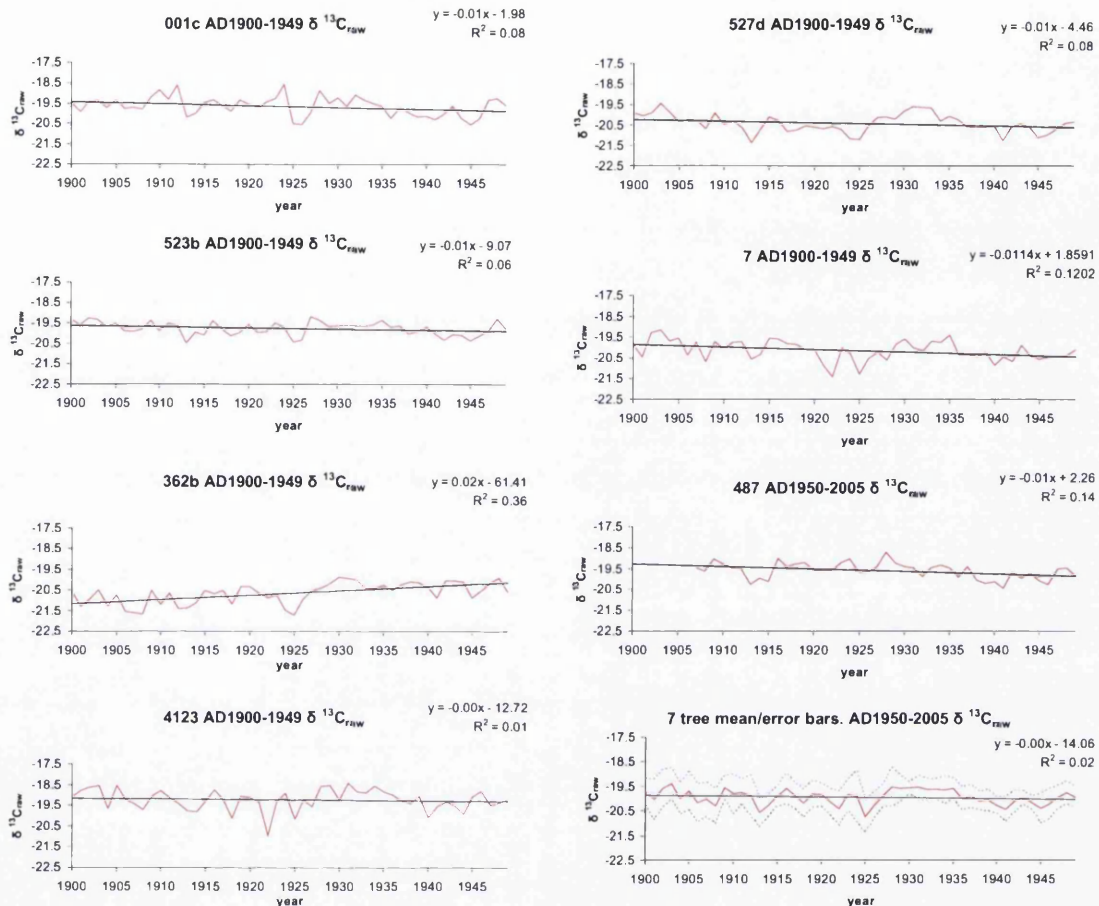 001c AD1900-1949 δ ¹³Craw
y = -0.01x - 1.98
R² = 0.08
δ ¹³Craw
-17.5
-18.5
-19.5
-20.5
-21.5
-22.5
1900 1905 1910 1915 1920 1925 1930 1935 1940 1945
year
527d AD1900-1949 δ ¹³Craw
y = -0.01x - 4.46
R² = 0.08
δ ¹³Craw
-17.5
-18.5
-19.5
-20.5
-21.5
-22.5
1900 1905 1910 1915 1920 1925 1930 1935 1940 1945
year
523b AD1900-1949 δ ¹³Craw
y = -0.01x - 9.07
R² = 0.06
δ ¹³Craw
-17.5
-18.5
-19.5
-20.5
-21.5
-22.5
1900 1905 1910 1915 1920 1925 1930 1935 1940 1945
year
7 AD1900-1949 δ ¹³Craw
y = -0.0114x + 1.8591
R² = 0.1202
δ ¹³Craw
-17.5
-18.5
-19.5
-20.5
-21.5
-22.5
1900 1905 1910 1915 1920 1925 1930 1935 1940 1945
year
362b AD1900-1949 δ ¹³Craw
y = 0.02x - 61.41
R² = 0.36
δ ¹³Craw
-17.5
-18.5
-19.5
-20.5
-21.5
-22.5
1900 1905 1910 1915 1920 1925 1930 1935 1940 1945
year
487 AD1950-2005 δ ¹³Craw
y = -0.01x + 2.26
R² = 0.14
δ ¹³Craw
-17.5
-18.5
-19.5
-20.5
-21.5
-22.5
1900 1905 1910 1915 1920 1925 1930 1935 1940 1945
year
4123 AD1900-1949 δ ¹³Craw
y = -0.00x - 12.72
R² = 0.01
δ ¹³Craw
-17.5
-18.5
-19.5
-20.5
-21.5
-22.5
1900 1905 1910 1915 1920 1925 1930 1935 1940 1945
year
7 tree mean/error bars. AD1950-2005 δ ¹³Craw
y = -0.00x - 14.06
R² = 0.02
δ ¹³Craw
-17.5
-18.5
-19.5
-20.5
-21.5
-22.5
1900 1905 1910 1915 1920 1925 1930 1935 1940 1945
year